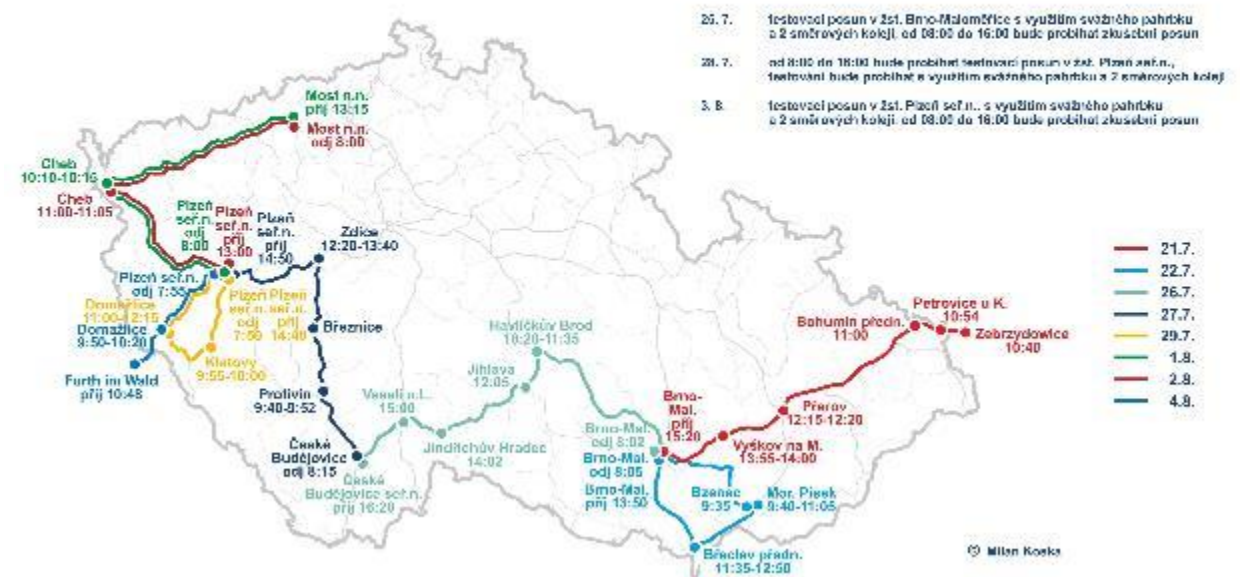 25. 7. testovací posun v žst. Brno-Maloměřice s využitím svážného pahrbku
a 2 směrových kolejí, od 08:00 do 16:00 bude probíhat zkušební posun
28. 7. od 8:00 do 16:00 bude probíhat testovací posun v žst. Plzeň seř.n.,
testování bude probíhat s využitím svážného pahrbku a 2 směrových kolejí
3. 8. testovací posun v žst. Plzeň seř.n., s využitím svážného pahrbku
a 2 směrových kolejí, od 08:00 do 16:00 bude probíhat zkušební posun
Most n.n.
příj 13:15
Most n.n.
odj 8:00
Cheb
10:10-10:16
Cheb
11:00-11:05
Plzeň
seř.n.
odj
8:00
Plzeň
seř.n.
příj
13:00
Plzeň
seř.n.
příj
14:50
Zdice
12:20-13:40
Plzeň seř.n.
odj 7:55
Domažlice
11:00-12:15
Domažlice
9:50-10:20
Furth im Wald
příj 10:48
Plzeň
seř.n.
odj
7:50
Plzeň
seř.n.
příj
14:40
Klatovy
9:55-10:00
Březnice
Protivín
9:40-9:52
České
Budějovice
odj 8:15
České
Budějovice seř.n.
příj 16:20
Veselí n.L.
15:00
Jindřichův Hradec
14:02
Jihlava
12:05
Havlíčkův Brod
10:20-11:35
Brno-Mal.
odj 8:02
Brno-
Mal.
příj
15:20
Brno-Mal.
odj 8:05
Brno-Mal.
příj 13:50
Vyškov na M.
13:55-14:00
Přerov
12:15-12:20
Bohumín předn.
11:00
Petrovice u K.
10:54
Zebrzydowice
10:40
Bzenec
9:35
Mor. Písek
9:40-11:05
Břeclav předn.
11:35-12:50
21.7.
22.7.
26.7.
27.7.
29.7.
1.8.
2.8.
4.8.
© Milan Koska